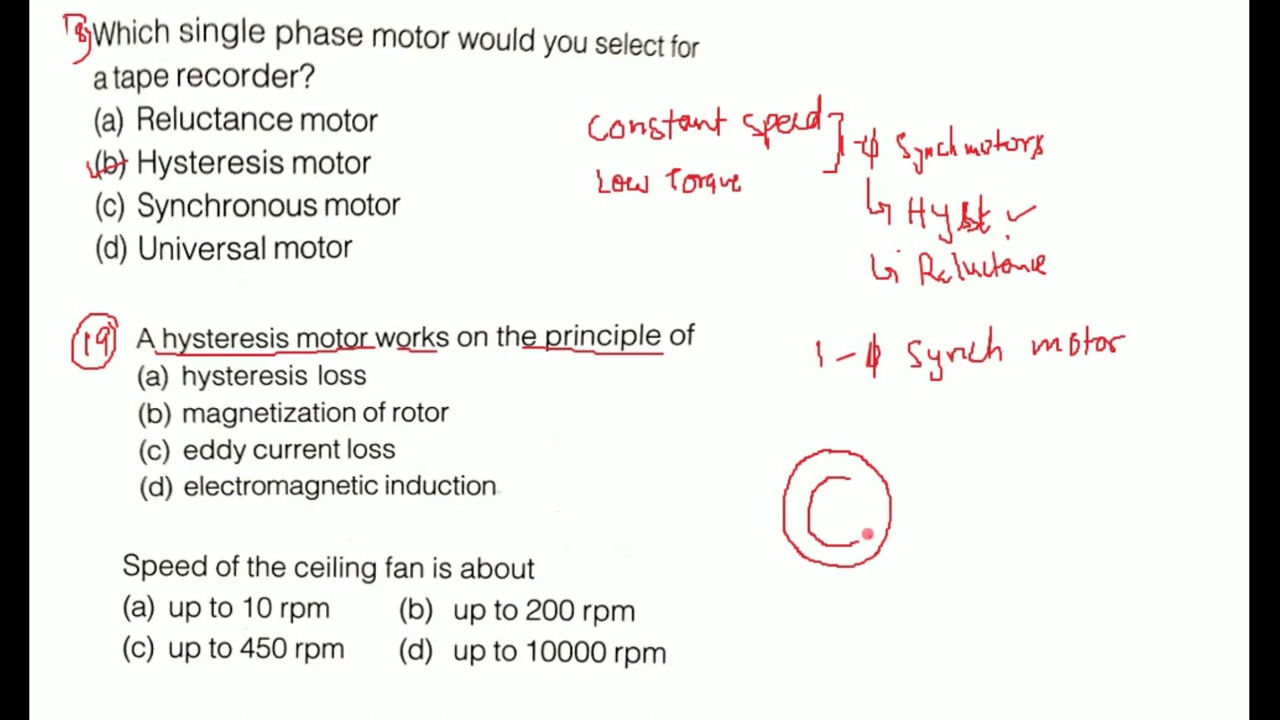 18) Which single phase motor would you select for
a tape recorder?
(a) Reluctance motor
(b) Hysteresis motor
(c) Synchronous motor
(d) Universal motor
Constant speed
Low Torque
1-ϕ Synch motors
↳ Hyst ✓
↳ Reluctance
19) A hysteresis motor works on the principle of
(a) hysteresis loss
(b) magnetization of rotor
(c) eddy current loss
(d) electromagnetic induction
1-ϕ Synch motor
Speed of the ceiling fan is about
(a) up to 10 rpm (b) up to 200 rpm
(c) up to 450 rpm (d) up to 10000 rpm